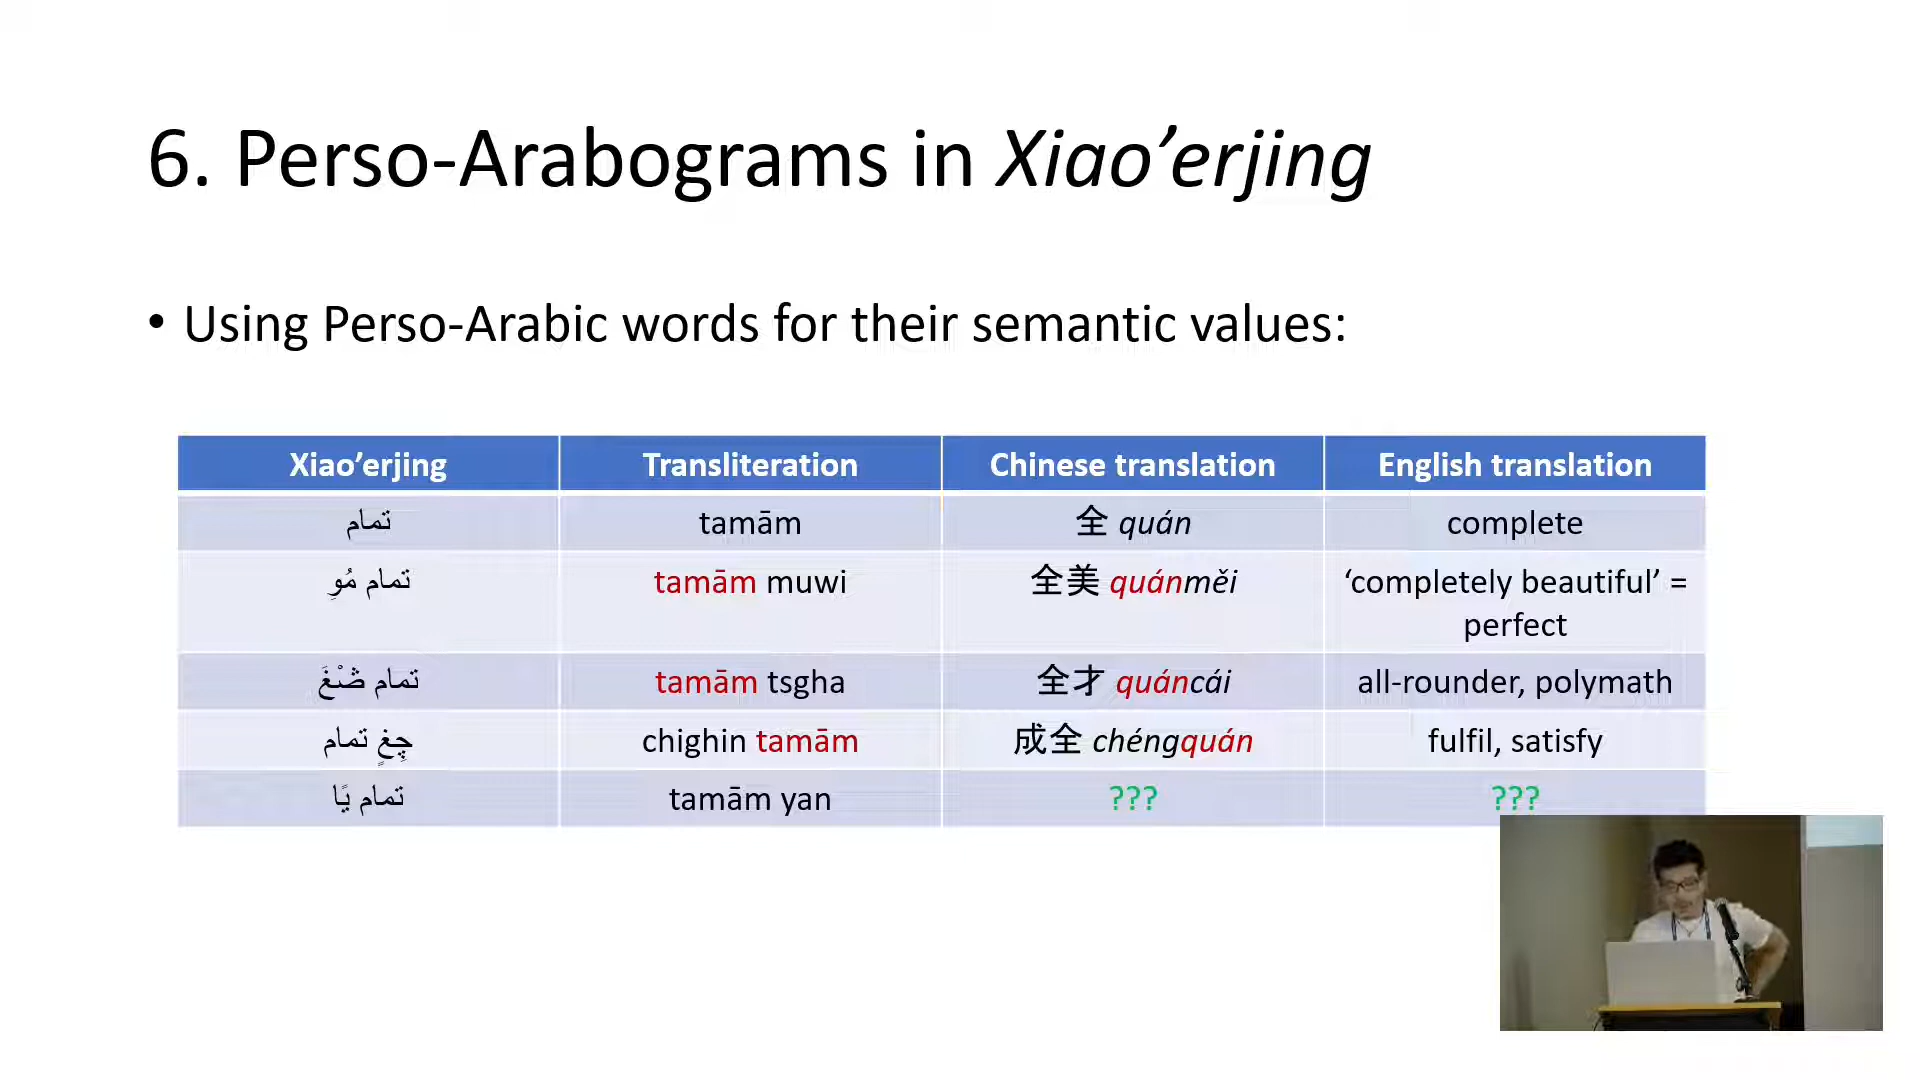 6. Perso-Arabograms in Xiao’erjing
• Using Perso-Arabic words for their semantic values:
Xiao’erjing Transliteration Chinese translation English translation
تمام tamām 全 quán complete
تمام مُوِ tamām muwi 全美 quánměi ‘completely beautiful’ =
perfect
تمام ڞْغَ tamām tsgha 全才 quáncái all-rounder, polymath
چِغٍ تمام chighin tamām 成全 chéngquán fulfil, satisfy
تمام يًا tamām yan ??? ???